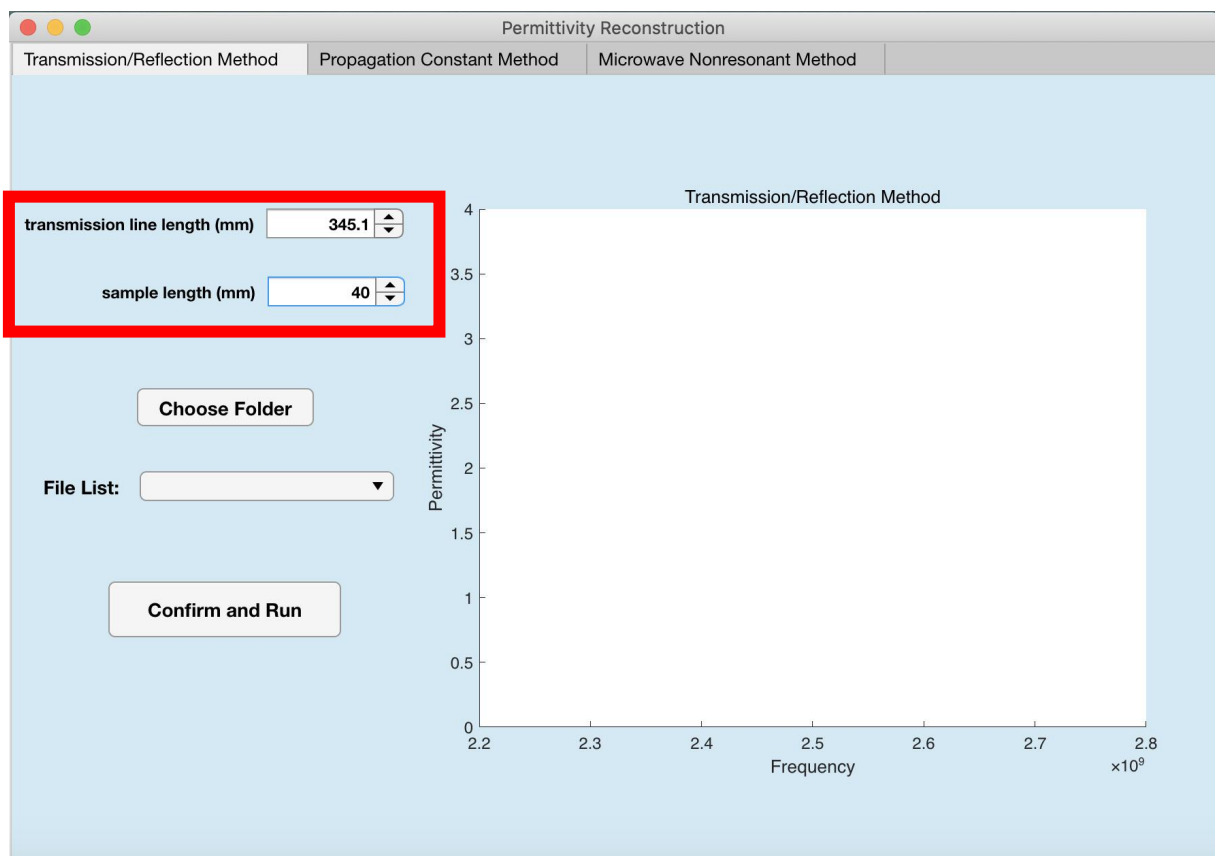 Permittivity Reconstruction
Transmission/Reflection Method
Propagation Constant Method
Microwave Nonresonant Method
transmission line length (mm) 345.1
sample length (mm) 40
Choose Folder
File List:
Confirm and Run
Transmission/Reflection Method
4
3.5
3
2.5
2
1.5
1
0.5
0
Permittivity
2.2 2.3 2.4 2.5 2.6 2.7 2.8
Frequency
×10⁹